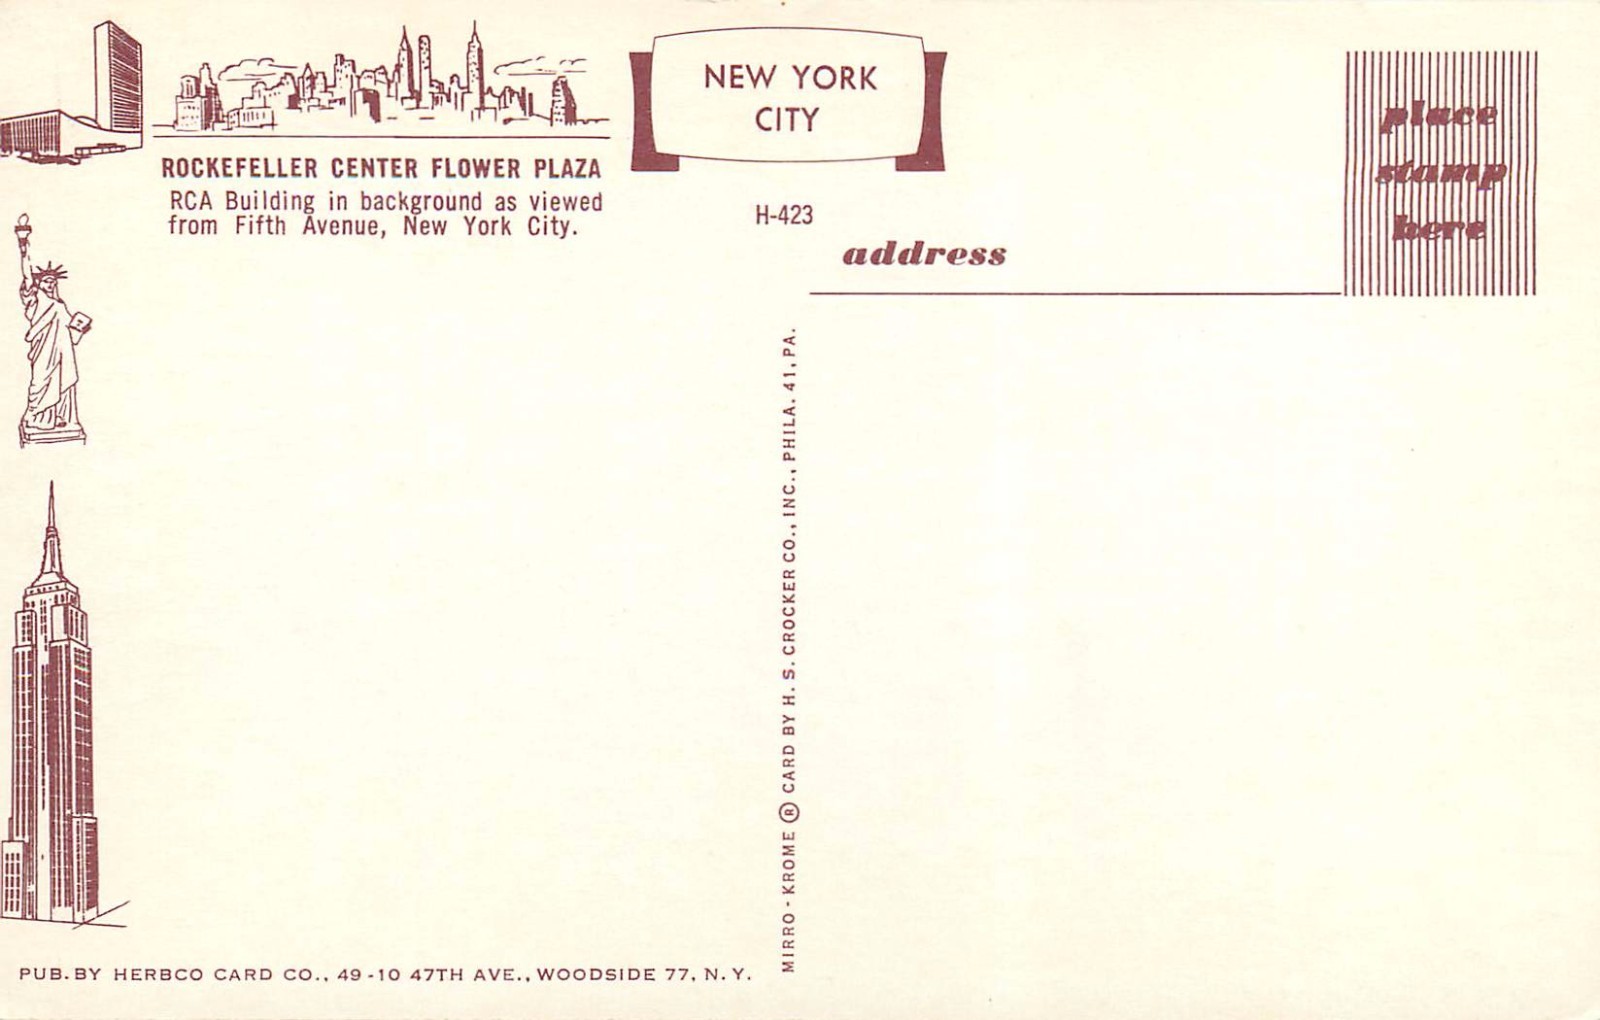 ROCKEFELLER CENTER FLOWER PLAZA
RCA Building in background as viewed
from Fifth Avenue, New York City.
NEW YORK
CITY
H-423
address
place
stamp
here
MIRRO-KROME ® CARD BY H. S. CROCKER CO., INC., PHILA. 41, PA.
PUB. BY HERBCO CARD CO., 49-10 47TH AVE., WOODSIDE 77, N.Y.